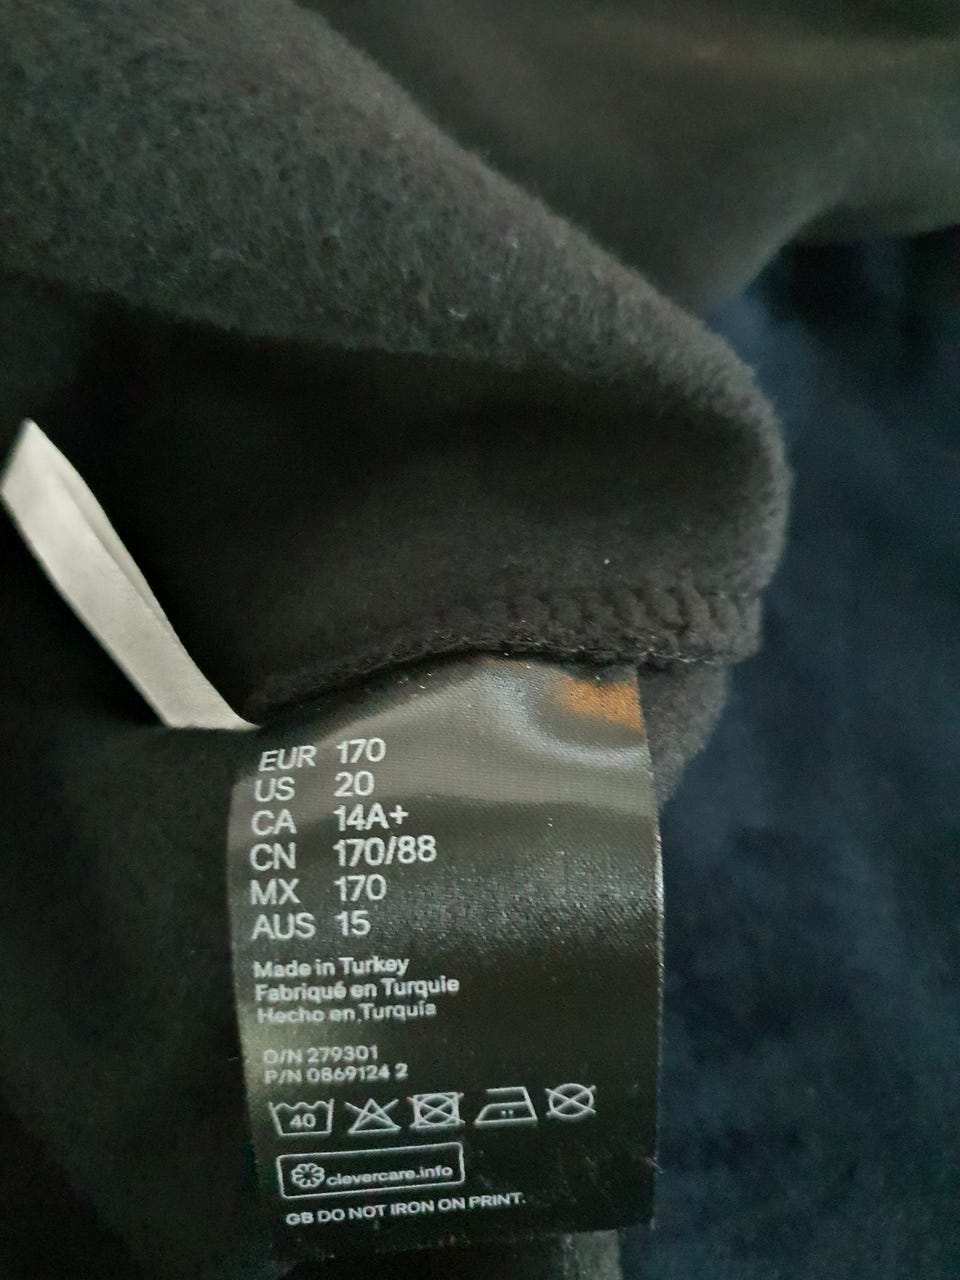 EUR 170
US 20
CA 14A+
CN 170/88
MX 170
AUS 15
Made in Turkey
Fabriqué en Turquie
Hecho en Turquía
O/N 279301
P/N 0869124 2
40
clevercare.info
GB DO NOT IRON ON PRINT.